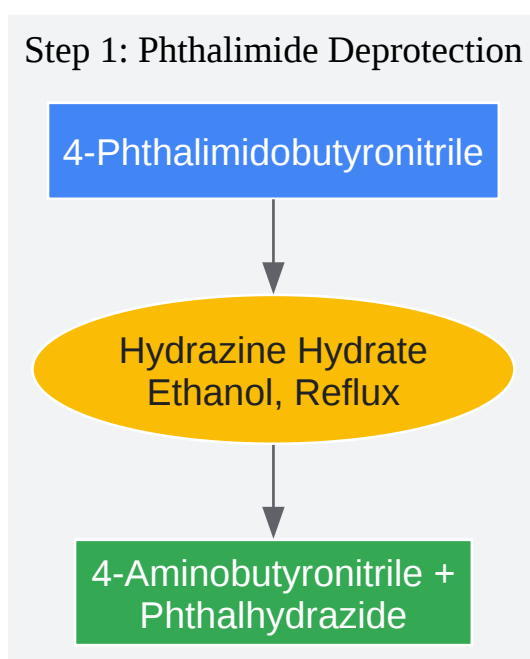 Step 1: Phthalimide Deprotection
4-Phthalimidobutyronitrile
Hydrazine Hydrate
Ethanol, Reflux
4-Aminobutyronitrile +
Phthalhydrazide